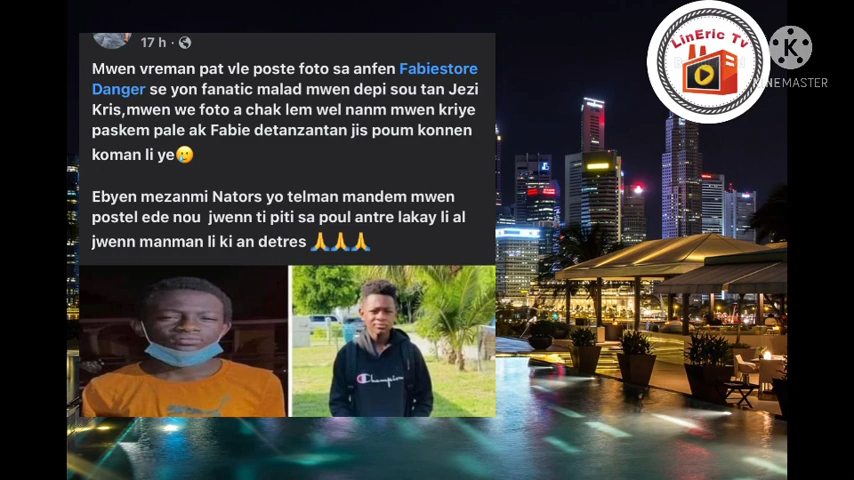 17 h ·
Mwen vreman pat vle poste foto sa anfen Fabiestore
Danger se yon fanatic malad mwen depi sou tan Jezi
Kris,mwen we foto a chak lem wel nanm mwen kriye
paskem pale ak Fabie detanzantan jis poum konnen
koman li ye🥲
Ebyen mezanmi Nators yo telman mandem mwen
postel ede nou jwenn ti piti sa poul antre lakay li al
jwenn manman li ki an detres 🙏🙏🙏
Champion
LinEric Tv
K
NEMASTER